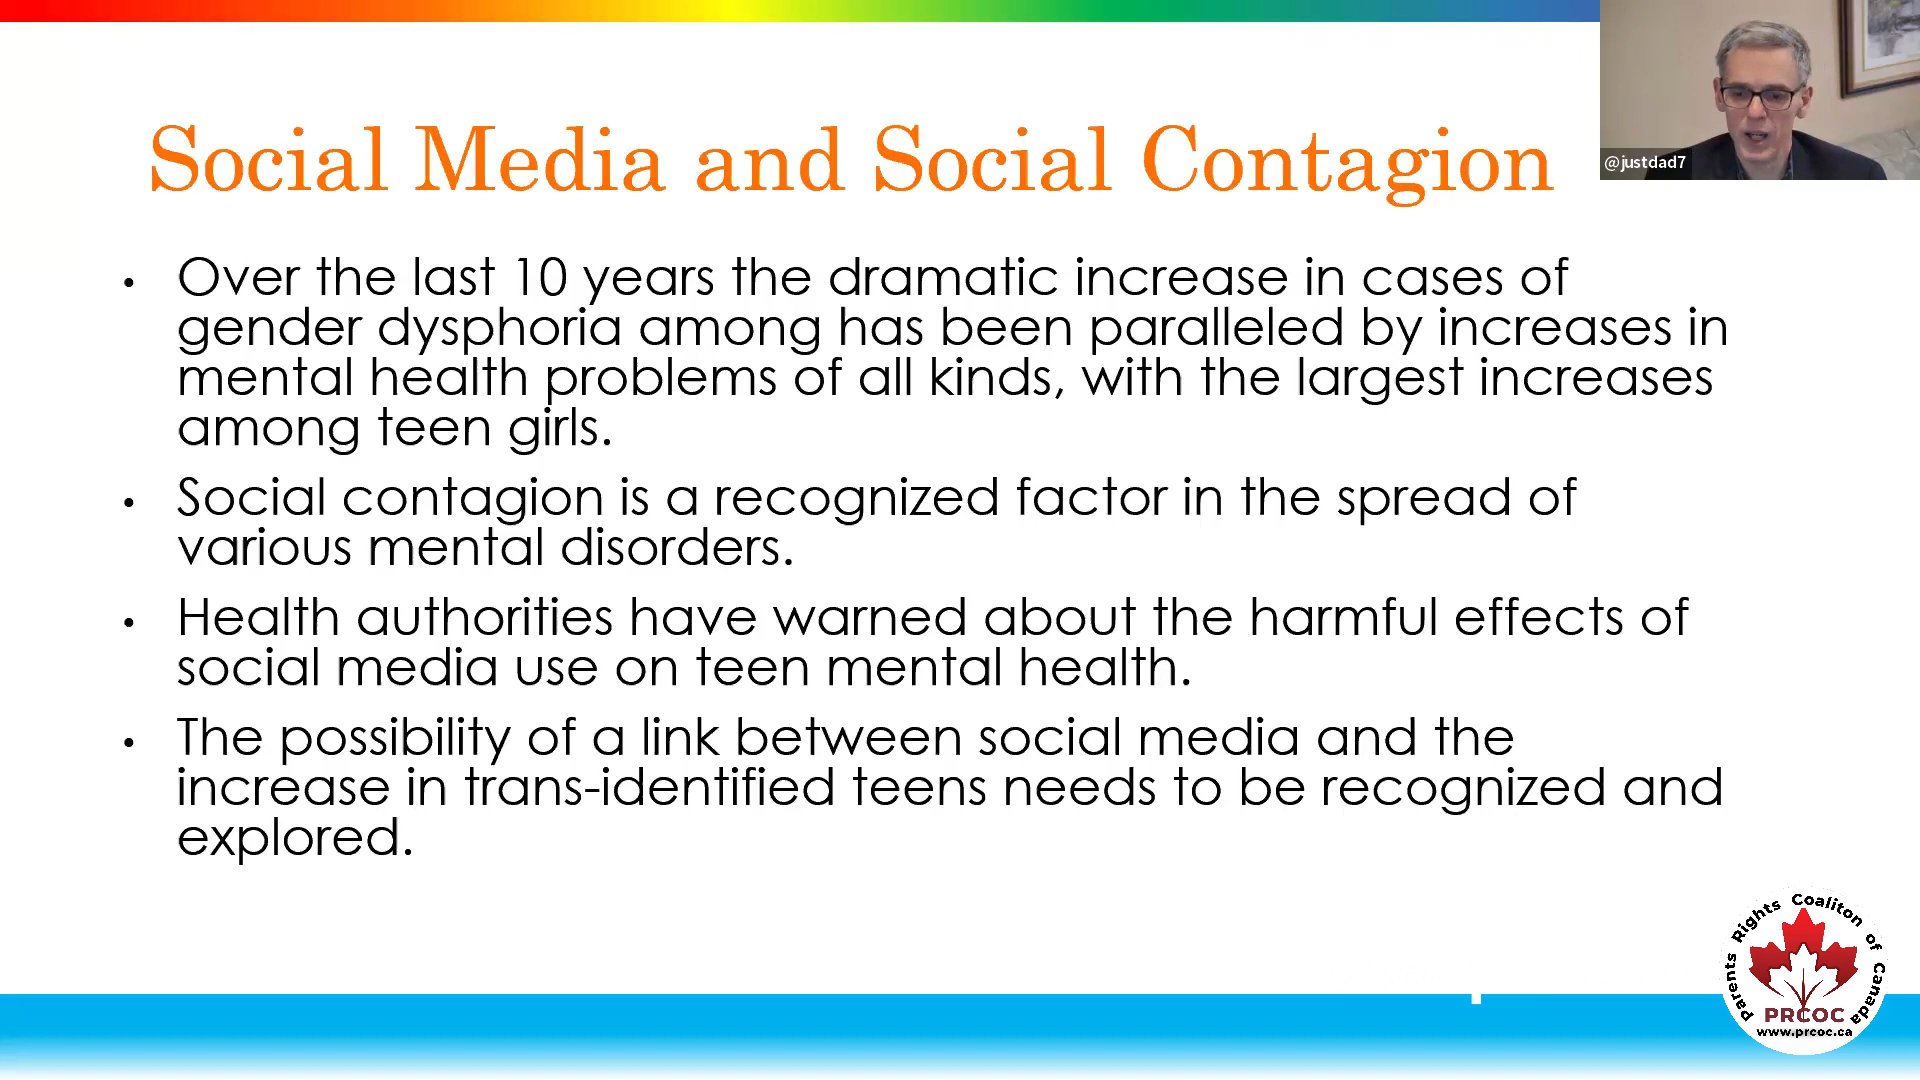 Social Media and Social Contagion
@justdad7
• Over the last 10 years the dramatic increase in cases of
gender dysphoria among has been paralleled by increases in
mental health problems of all kinds, with the largest increases
among teen girls.
• Social contagion is a recognized factor in the spread of
various mental disorders.
• Health authorities have warned about the harmful effects of
social media use on teen mental health.
• The possibility of a link between social media and the
increase in trans-identified teens needs to be recognized and
explored.
Parents Rights Coaliton of Canada
PRCOC
www.prcoc.ca